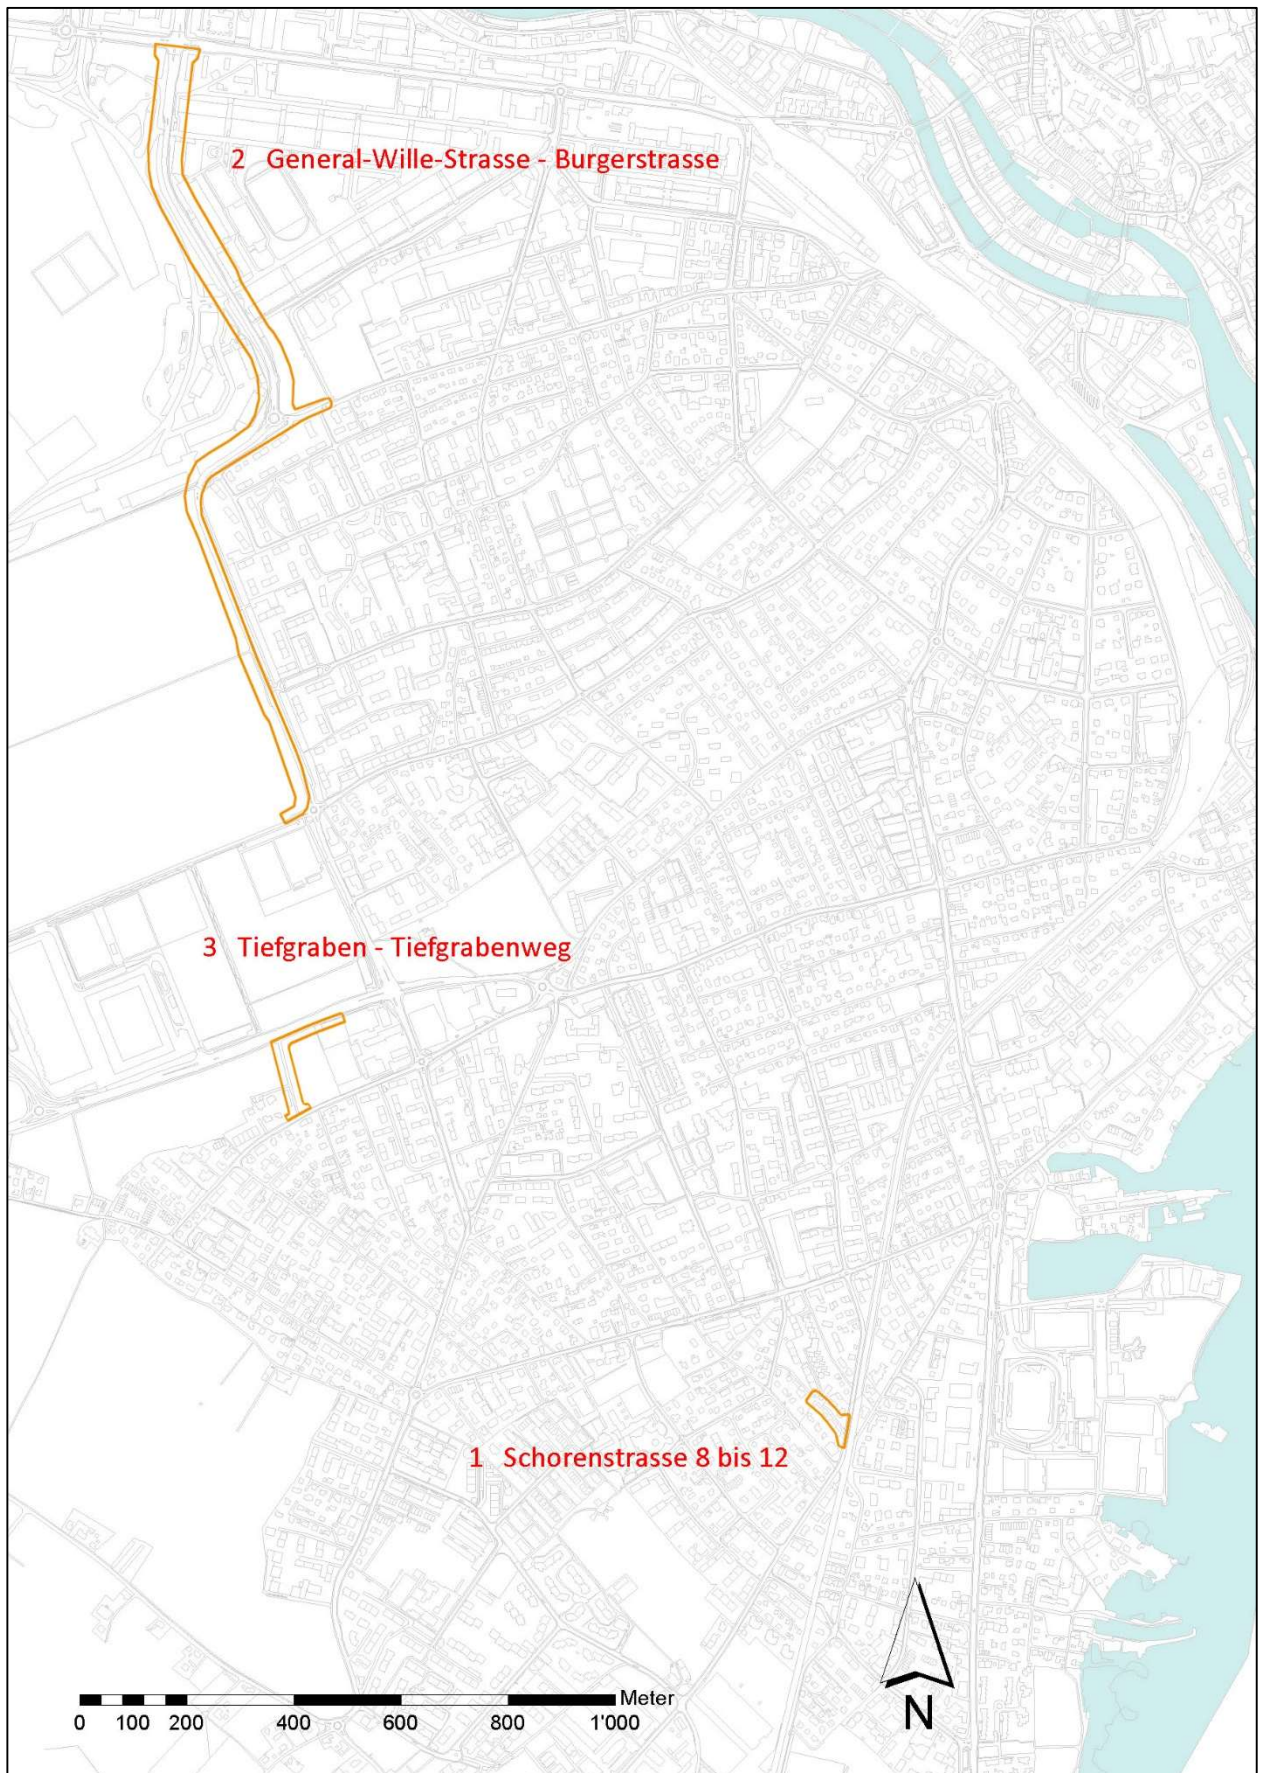 2 General-Wille-Strasse - Burgerstrasse
3 Tiefgraben - Tiefgrabenweg
1 Schorenstrasse 8 bis 12
Meter
0 100 200 400 600 800 1'000
N